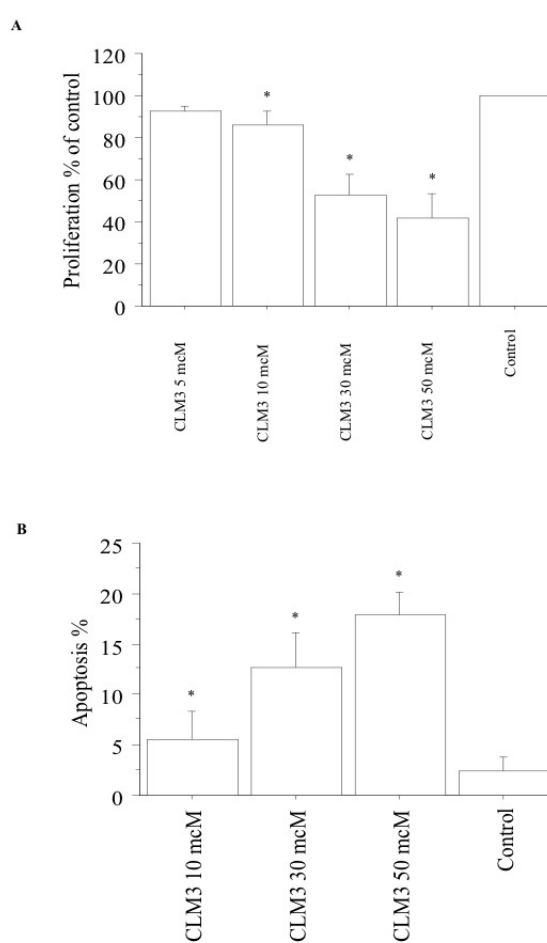 A
120
100
80
60
40
20
0
Proliferation % of control
*
*
*
CLM3 5 mcM
CLM3 10 mcM
CLM3 30 mcM
CLM3 50 mcM
Control
B
25
20
15
10
5
0
Apoptosis %
*
*
*
CLM3 10 mcM
CLM3 30 mcM
CLM3 50 mcM
Control